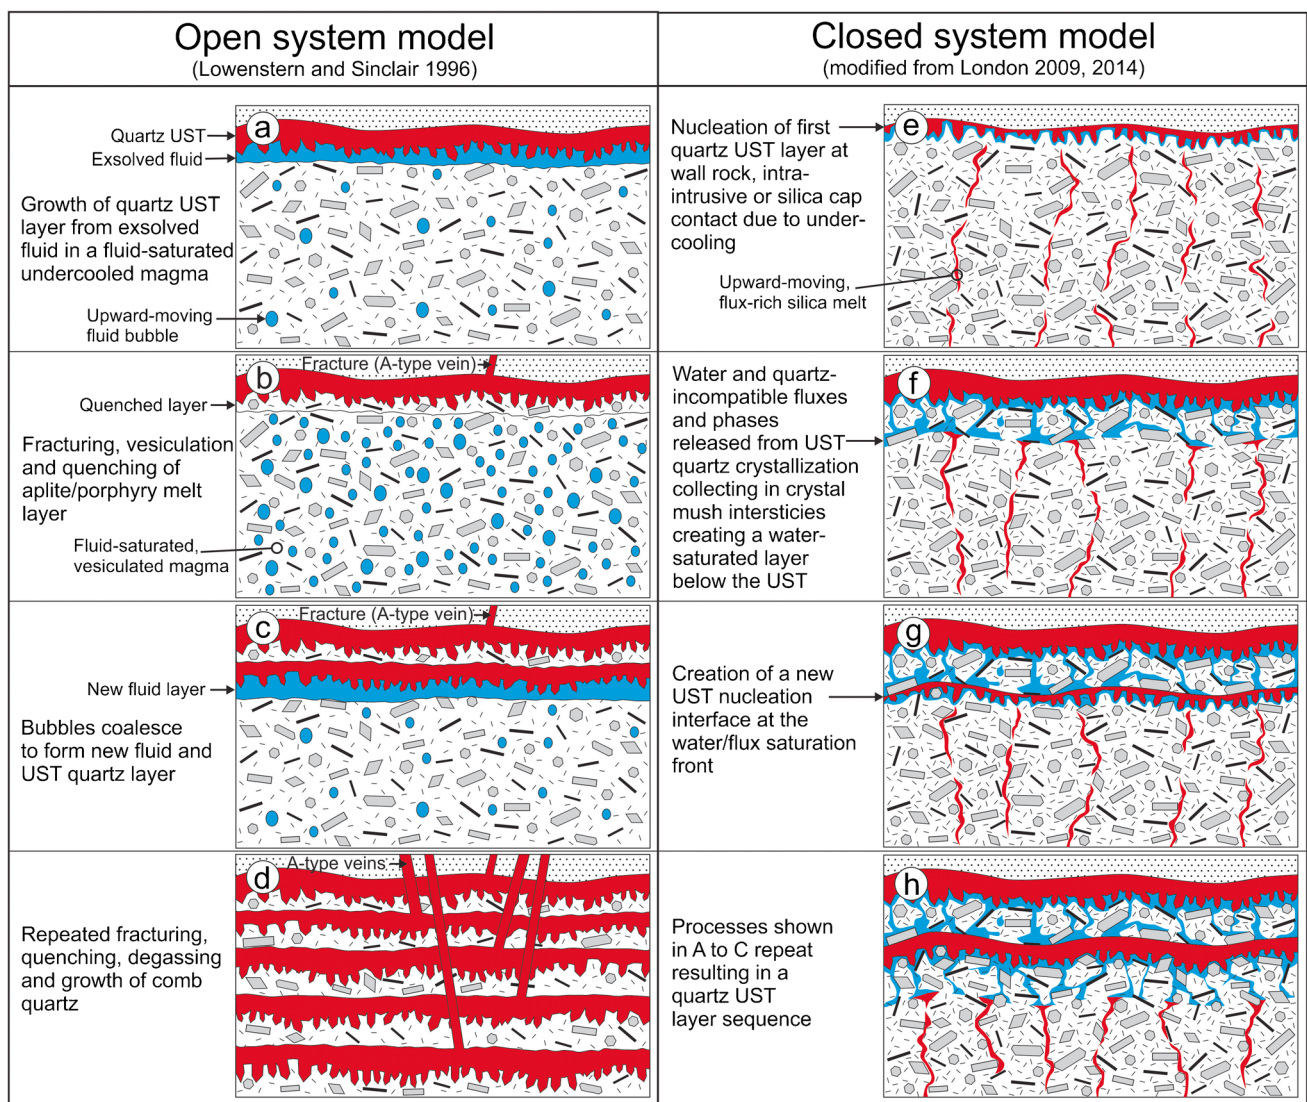 Open system model
(Lowenstern and Sinclair 1996)
Closed system model
(modified from London 2009, 2014)
a
Quartz UST
Exsolved fluid
Growth of quartz UST
layer from exsolved
fluid in a fluid-saturated
undercooled magma
Upward-moving
fluid bubble
e
Nucleation of first
quartz UST layer at
wall rock, intra-
intrusive or silica cap
contact due to under-
cooling
Upward-moving,
flux-rich silica melt
b
Fracture (A-type vein)
Quenched layer
Fracturing, vesiculation
and quenching of
aplite/porphyry melt
layer
Fluid-saturated,
vesiculated magma
f
Water and quartz-
incompatible fluxes
and phases
released from UST
quartz crystallization
collecting in crystal
mush intersticies
creating a water-
saturated layer
below the UST
c
Fracture (A-type vein)
New fluid layer
Bubbles coalesce
to form new fluid and
UST quartz layer
g
Creation of a new
UST nucleation
interface at the
water/flux saturation
front
d
A-type veins
Repeated fracturing,
quenching, degassing
and growth of comb
quartz
h
Processes shown
in A to C repeat
resulting in a
quartz UST
layer sequence